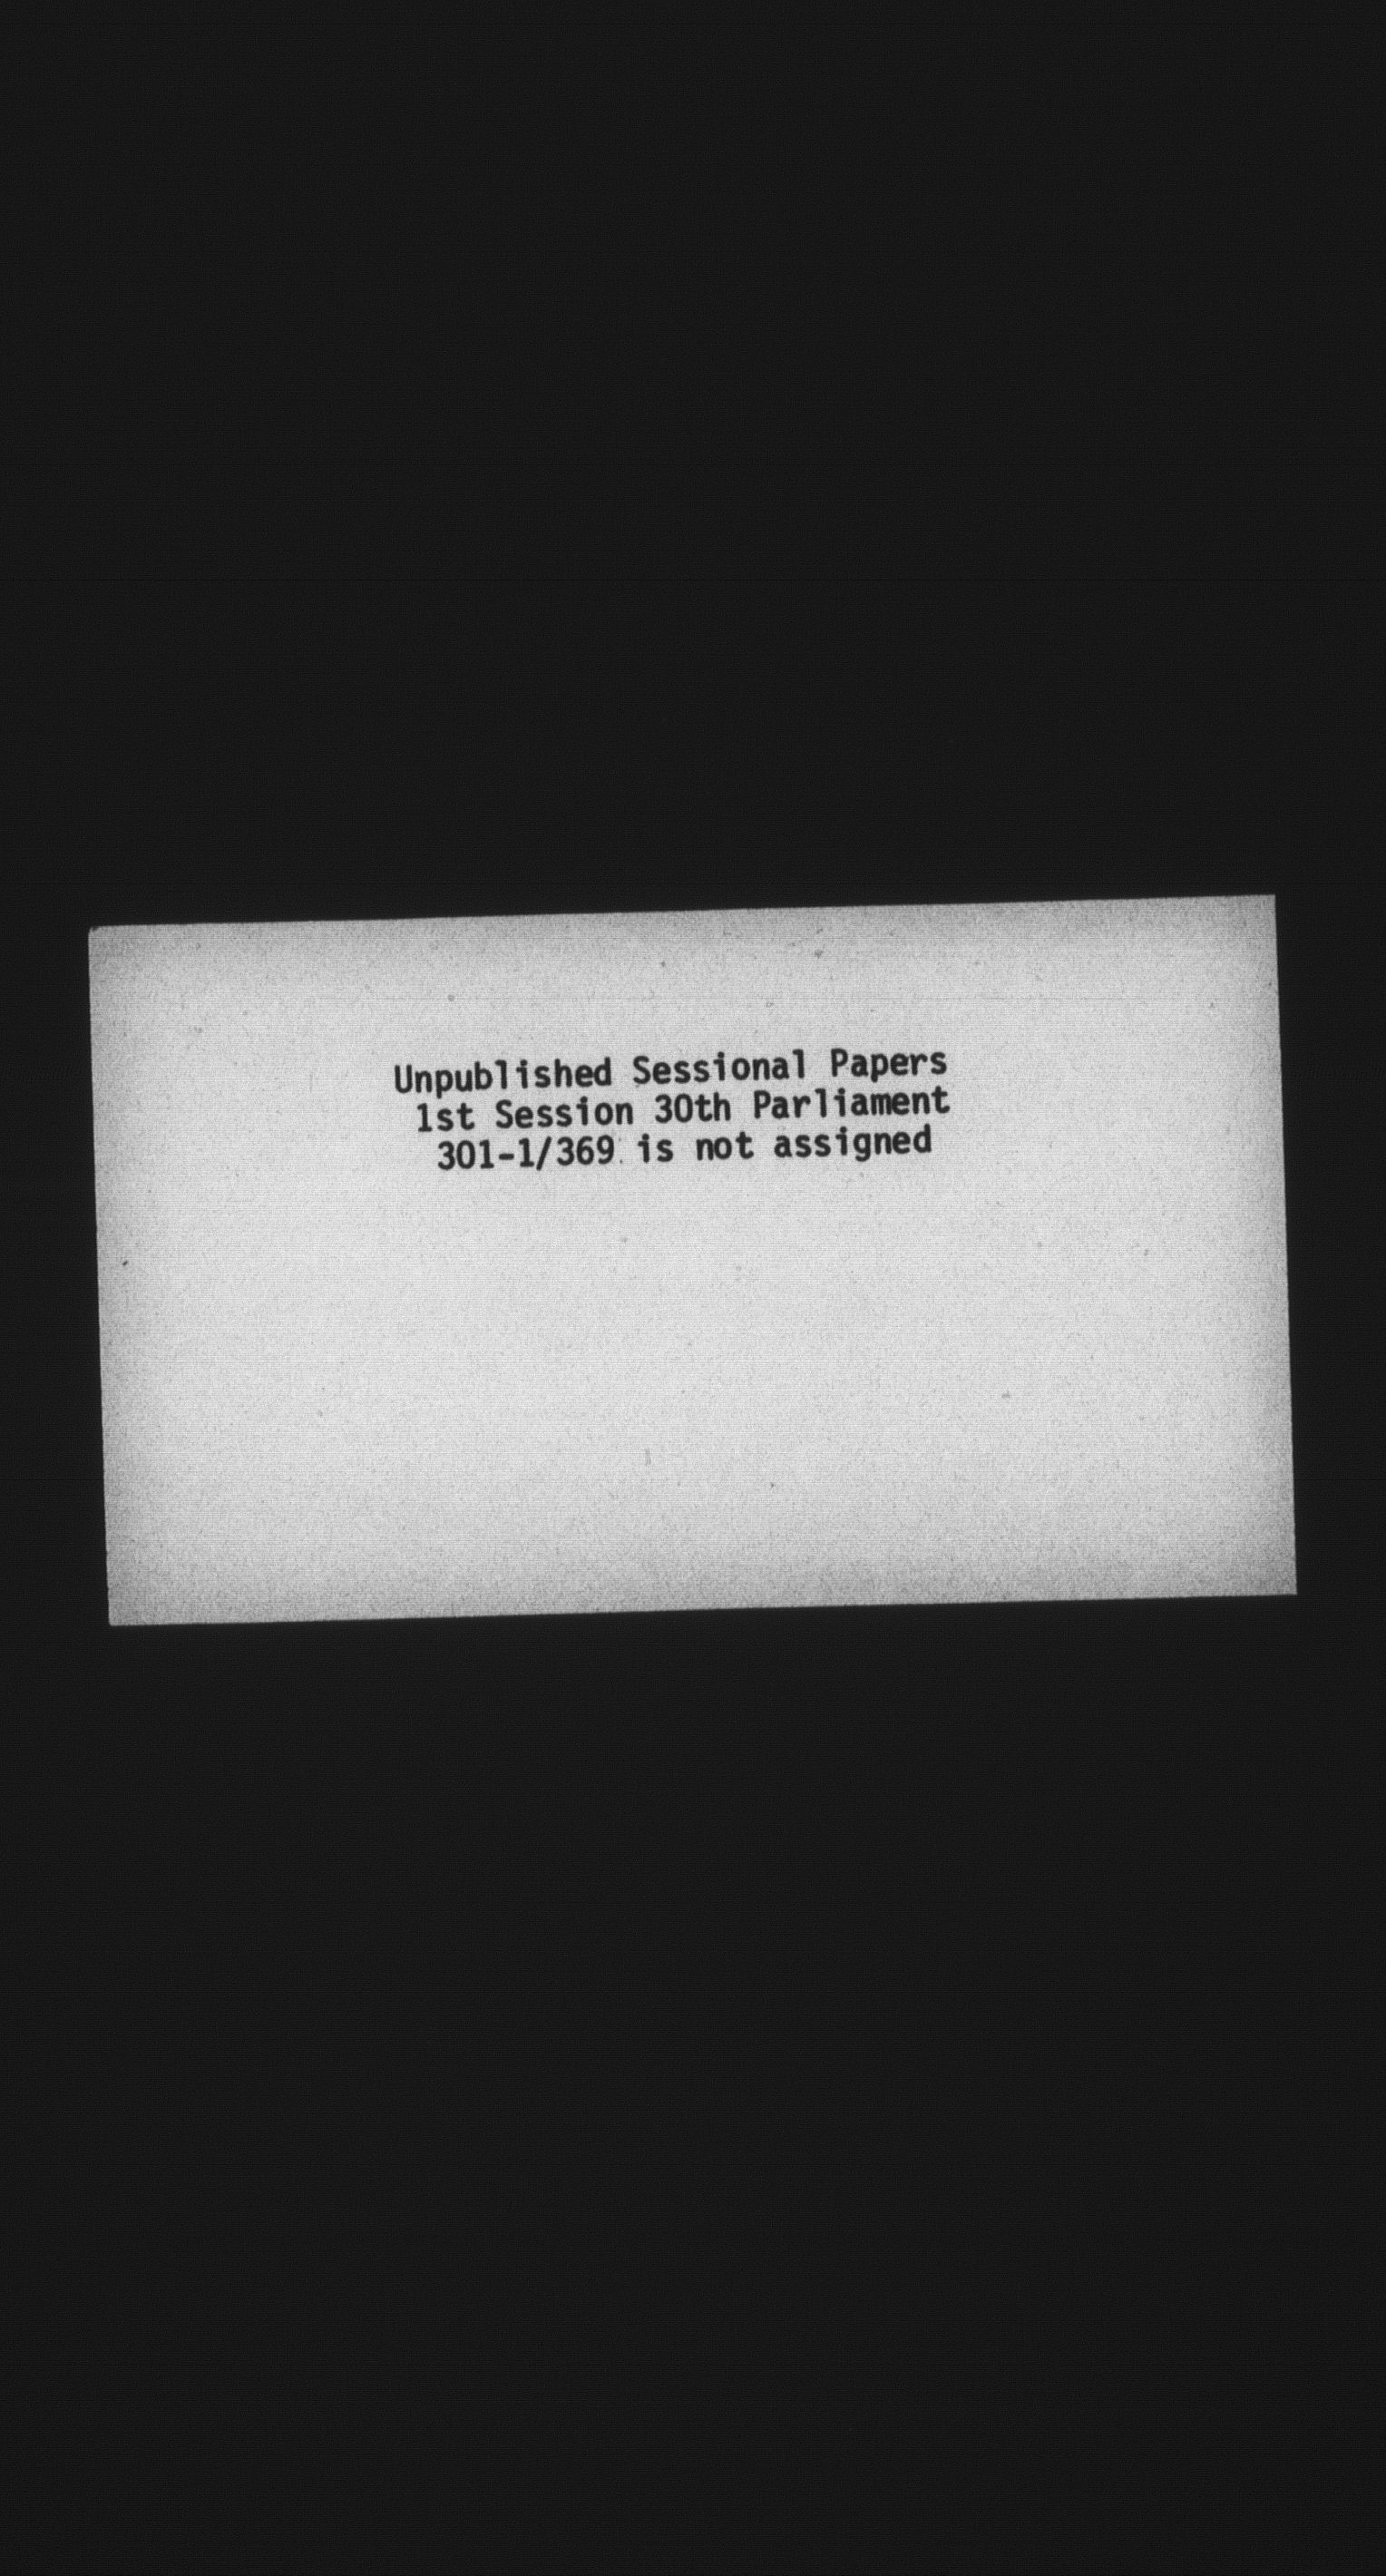 Unpublished Sessional Papers
1st Session 30th Parliament
301-1/369 is not assigned